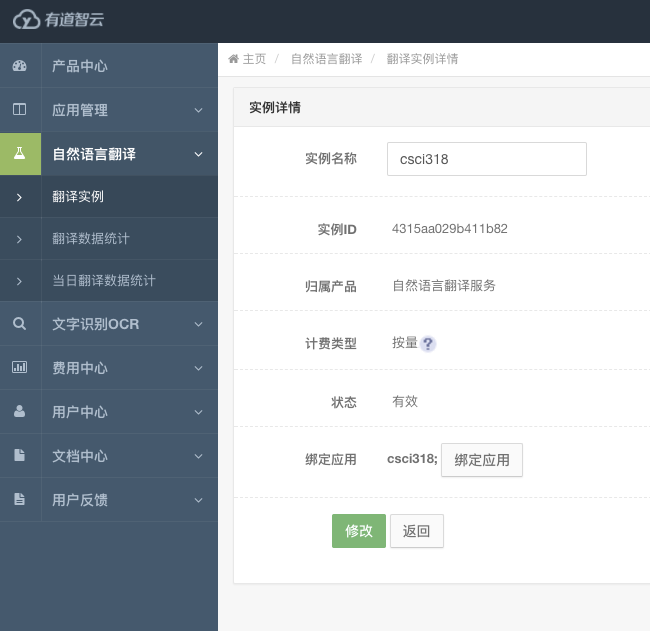 有道智云
产品中心
应用管理
自然语言翻译
翻译实例
翻译数据统计
当日翻译数据统计
文字识别OCR
费用中心
用户中心
文档中心
用户反馈
主页 / 自然语言翻译 / 翻译实例详情
实例详情
实例名称 csci318
实例ID 4315aa029b411b82
归属产品 自然语言翻译服务
计费类型 按量 ?
状态 有效
绑定应用 csci318; 绑定应用
修改 返回